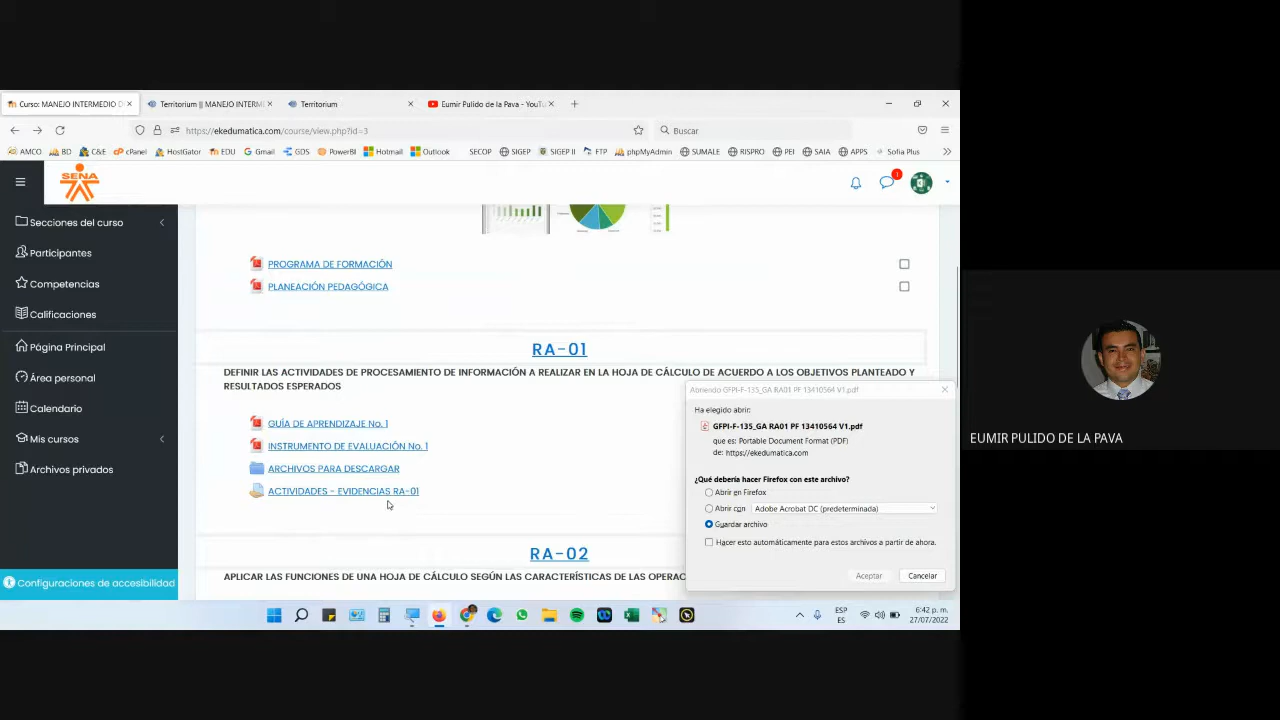 Curso: MANEJO INTERMEDIO D
Territorium || MANEJO INTERM
Territorium
Eumir Pulido de la Pava - YouTu
https://ekedumatica.com/course/view.php?id=3
Buscar
AMCO
BD
C&E
cPanel
HostGator
EDU
Gmail
GDS
PowerBI
Hotmail
Outlook
SECOP
SIGEP
SIGEP II
FTP
phpMyAdmin
SUMALE
RISPRO
PEI
SAIA
APPS
Sofia Plus
SENA
1
Secciones del curso
Participantes
Competencias
Calificaciones
Página Principal
Área personal
Calendario
Mis cursos
Archivos privados
Configuraciones de accesibilidad
PROGRAMA DE FORMACIÓN
PLANEACIÓN PEDAGÓGICA
RA-01
DEFINIR LAS ACTIVIDADES DE PROCESAMIENTO DE INFORMACIÓN A REALIZAR EN LA HOJA DE CÁLCULO DE ACUERDO A LOS OBJETIVOS PLANTEADO Y
RESULTADOS ESPERADOS
GUÍA DE APRENDIZAJE No. 1
INSTRUMENTO DE EVALUACIÓN No. 1
ARCHIVOS PARA DESCARGAR
ACTIVIDADES - EVIDENCIAS RA-01
RA-02
APLICAR LAS FUNCIONES DE UNA HOJA DE CÁLCULO SEGÚN LAS CARACTERÍSTICAS DE LAS OPERAC
Abriendo GFPI-F-135_GA RA01 PF 13410564 V1.pdf
Ha elegido abrir:
GFPI-F-135_GA RA01 PF 13410564 V1.pdf
que es: Portable Document Format (PDF)
de: https://ekedumatica.com
¿Qué debería hacer Firefox con este archivo?
Abrir en Firefox
Abrir con
Adobe Acrobat DC (predeterminada)
Guardar archivo
Hacer esto automáticamente para estos archivos a partir de ahora.
Aceptar
Cancelar
ESP
ES
6:42 p. m.
27/07/2022
EUMIR PULIDO DE LA PAVA